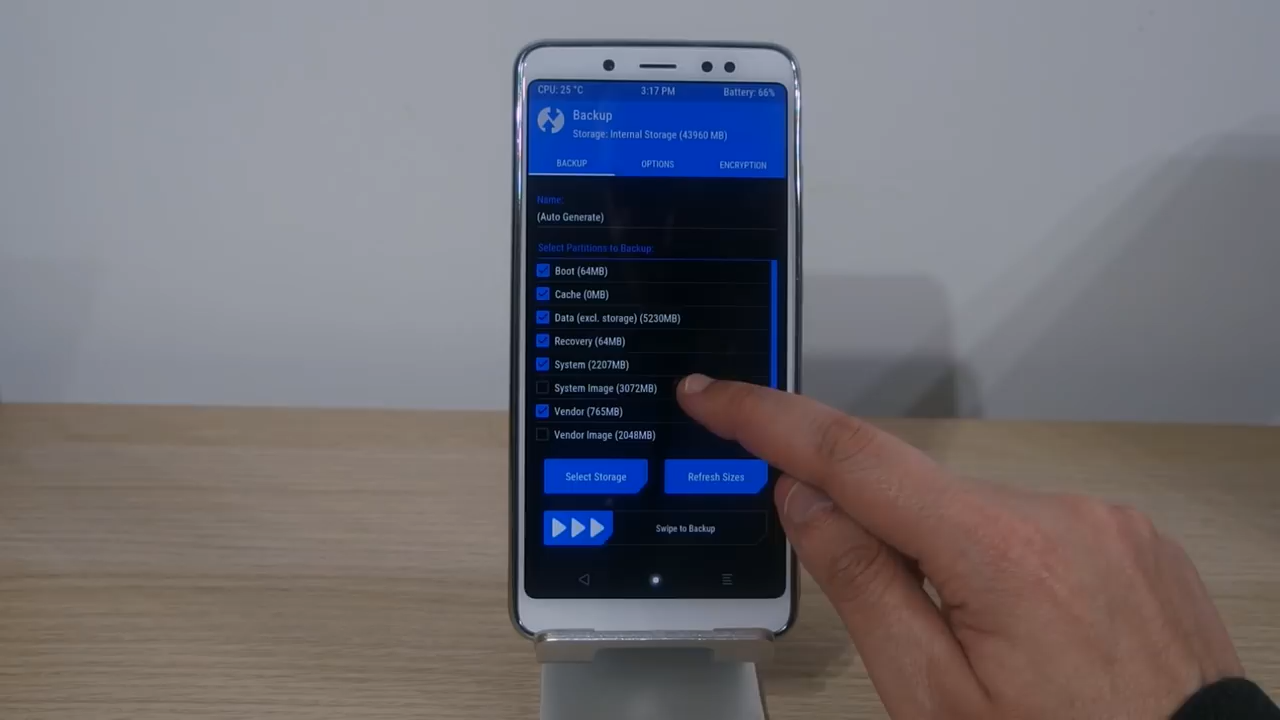 CPU: 25 °C 3:17 PM Battery: 66%
Backup
Storage: Internal Storage (43960 MB)
BACKUP OPTIONS ENCRYPTION
Name:
(Auto Generate)
Select Partitions to Backup:
Boot (64MB)
Cache (0MB)
Data (excl. storage) (5230MB)
Recovery (64MB)
System (2207MB)
System Image (3072MB)
Vendor (765MB)
Vendor Image (2048MB)
Select Storage Refresh Sizes
Swipe to Backup